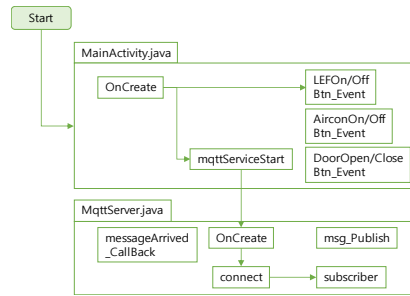 Start
MainActivity.java
OnCreate
LEFOn/Off
Btn_Event
AirconOn/Off
Btn_Event
mqttServiceStart
DoorOpen/Close
Btn_Event
MqttServer.java
messageArrived
_CallBack
OnCreate
msg_Publish
connect
subscriber